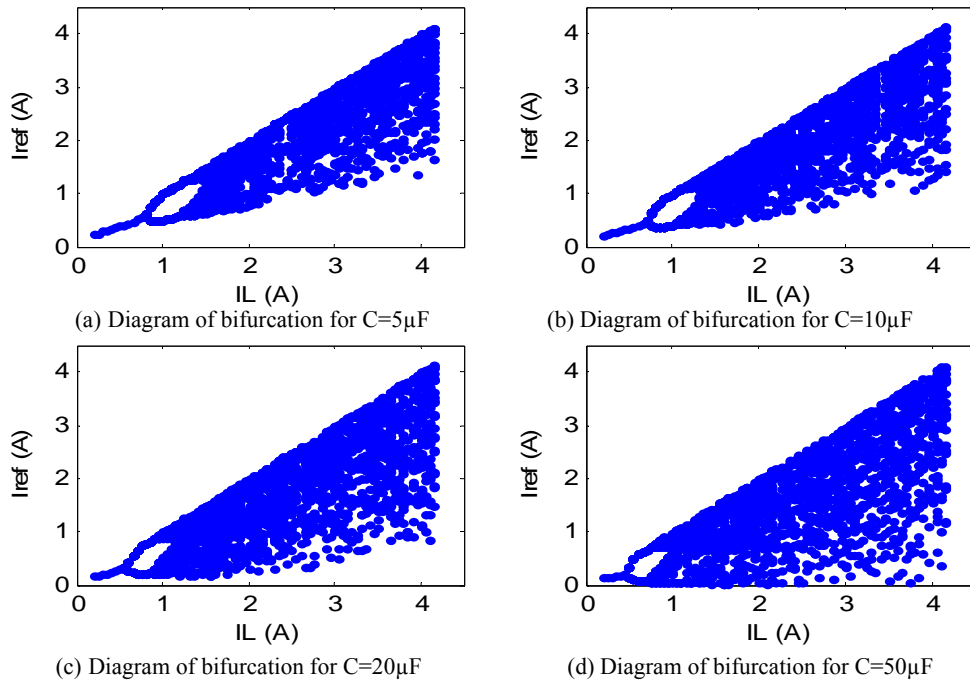 4
3
2
1
0
Iref (A)
0 1 2 3 4
IL (A)
(a) Diagram of bifurcation for C=5µF
4
3
2
1
0
Iref (A)
0 1 2 3 4
IL (A)
(b) Diagram of bifurcation for C=10µF
4
3
2
1
0
Iref (A)
0 1 2 3 4
IL (A)
(c) Diagram of bifurcation for C=20µF
4
3
2
1
0
Iref (A)
0 1 2 3 4
IL (A)
(d) Diagram of bifurcation for C=50µF